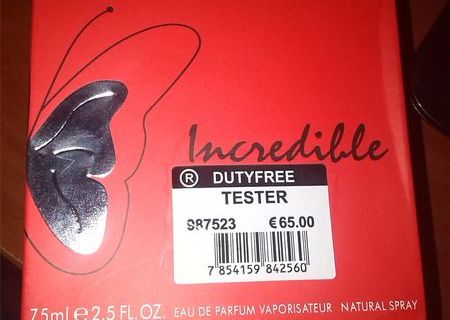 Incredible
® DUTYFREE
TESTER
S87523 €65.00
7 854159 842560
75ml e 2.5 FL. OZ. EAU DE PARFUM VAPORISATEUR NATURAL SPRAY